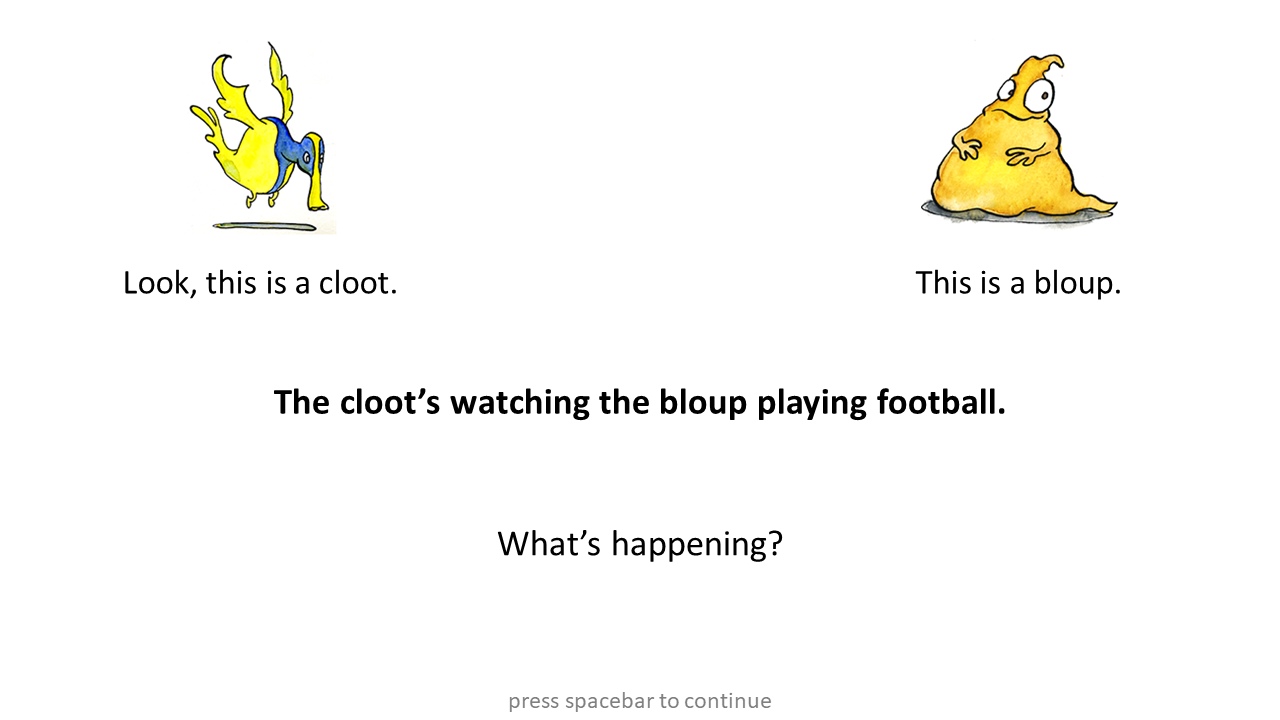 Look, this is a cloot.
This is a bloup.
The cloot’s watching the bloup playing football.
What’s happening?
press spacebar to continue